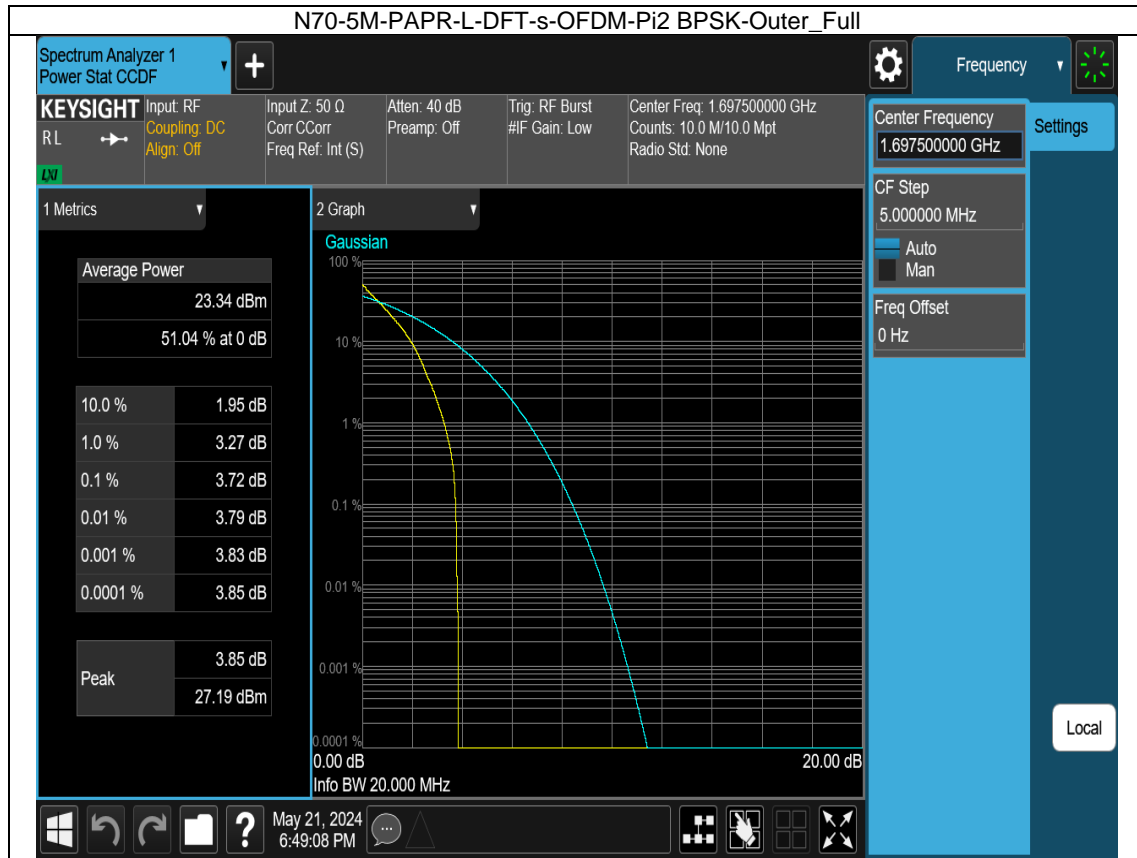 N70-5M-PAPR-L-DFT-s-OFDM-Pi2 BPSK-Outer_Full
Spectrum Analyzer 1
Power Stat CCDF
+
Frequency
KEYSIGHT
RL
LXI
Input: RF
Coupling: DC
Align: Off
Input Z: 50 Ω
Corr CCorr
Freq Ref: Int (S)
Atten: 40 dB
Preamp: Off
Trig: RF Burst
#IF Gain: Low
Center Freq: 1.697500000 GHz
Counts: 10.0 M/10.0 Mpt
Radio Std: None
Center Frequency
1.697500000 GHz
Settings
CF Step
5.000000 MHz
Auto
Man
Freq Offset
0 Hz
Local
1 Metrics
Average Power
23.34 dBm
51.04 % at 0 dB
10.0 % 1.95 dB
1.0 % 3.27 dB
0.1 % 3.72 dB
0.01 % 3.79 dB
0.001 % 3.83 dB
0.0001 % 3.85 dB
Peak
3.85 dB
27.19 dBm
2 Graph
Gaussian
100 %
10 %
1 %
0.1 %
0.01 %
0.001 %
0.0001 %
0.00 dB 20.00 dB
Info BW 20.000 MHz
?
May 21, 2024
6:49:08 PM